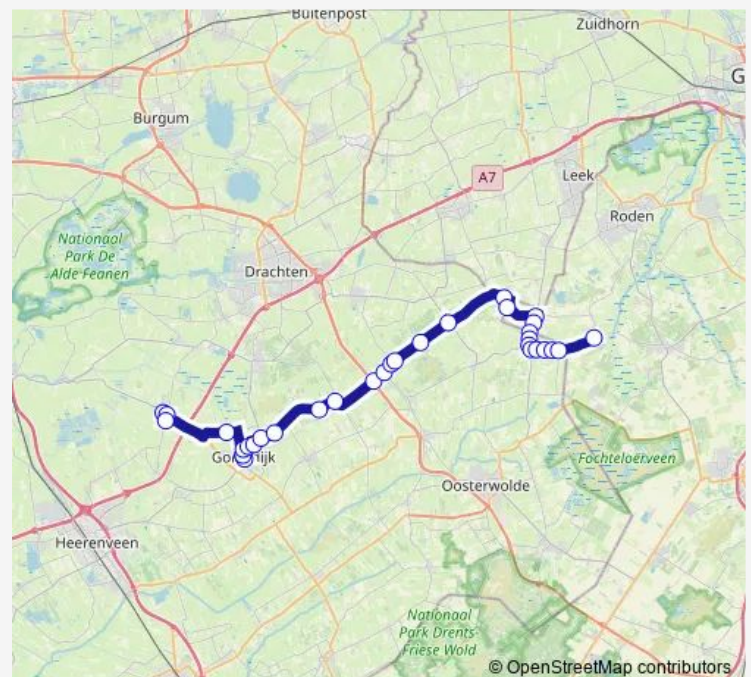 Buitenpost
Zuidhorn
G
Burgum
A7
Leek
Roden
Nationaal
Park De
Alde Feanen
Drachten
Fochteloërveen
Oosterwolde
Heerenveen
Nationaal
Park Drents-
Friese Wold
© OpenStreetMap contributors